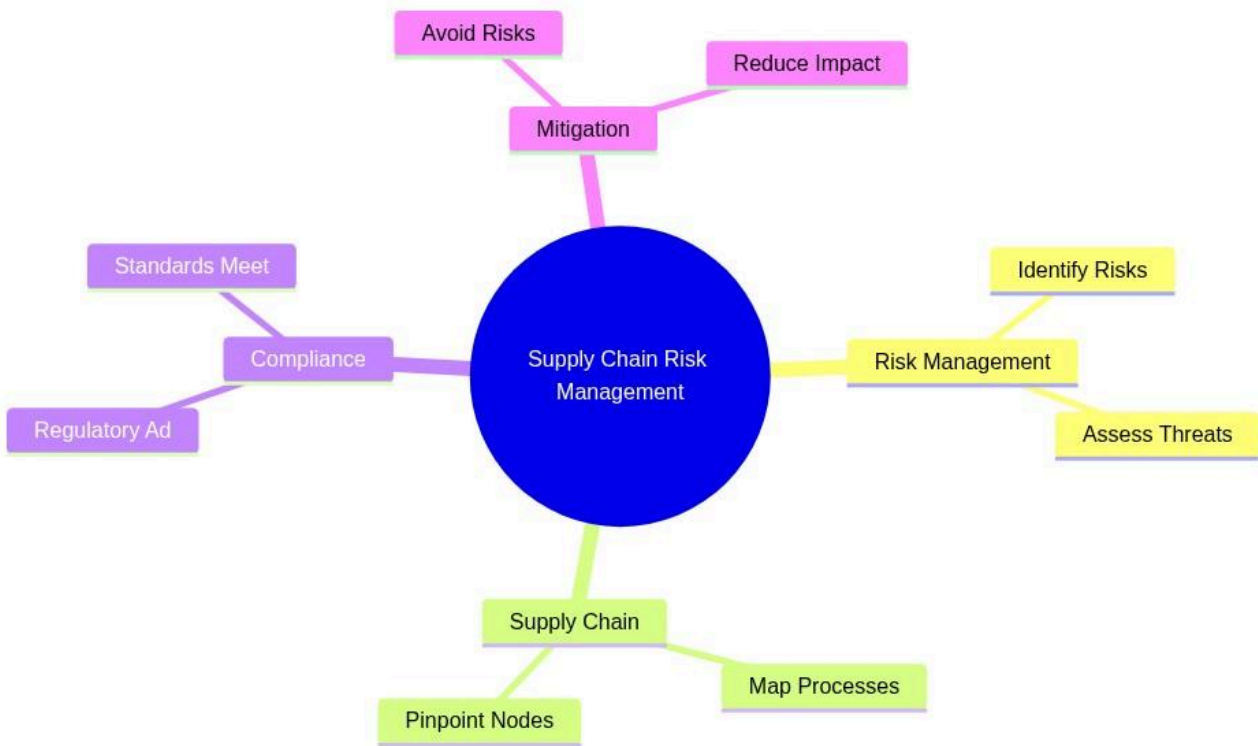 Avoid Risks
Reduce Impact
Mitigation
Standards Meet
Identify Risks
Compliance
Supply Chain Risk
Management
Risk Management
Regulatory Ad
Assess Threats
Supply Chain
Map Processes
Pinpoint Nodes